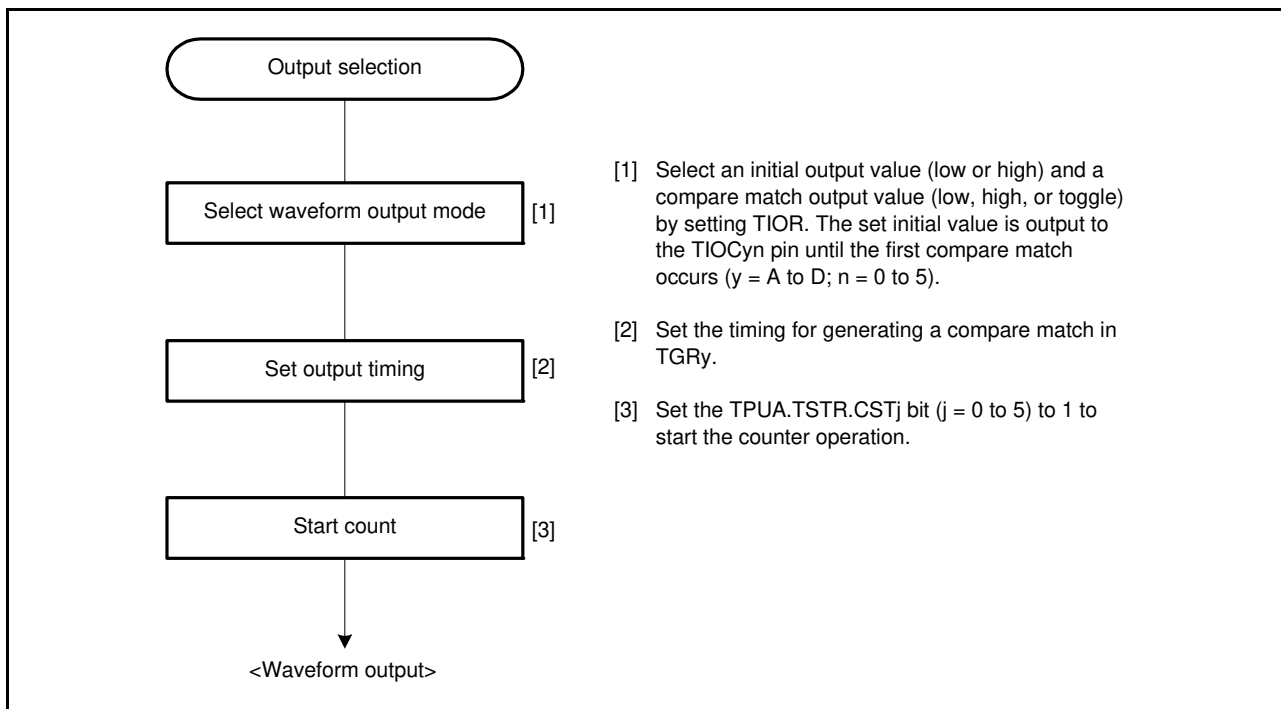 Output selection
Select waveform output mode
[1]
Set output timing
[2]
Start count
[3]
<Waveform output>
[1] Select an initial output value (low or high) and a
compare match output value (low, high, or toggle)
by setting TIOR. The set initial value is output to
the TIOCyn pin until the first compare match
occurs (y = A to D; n = 0 to 5).
[2] Set the timing for generating a compare match in
TGRy.
[3] Set the TPUA.TSTR.CSTj bit (j = 0 to 5) to 1 to
start the counter operation.